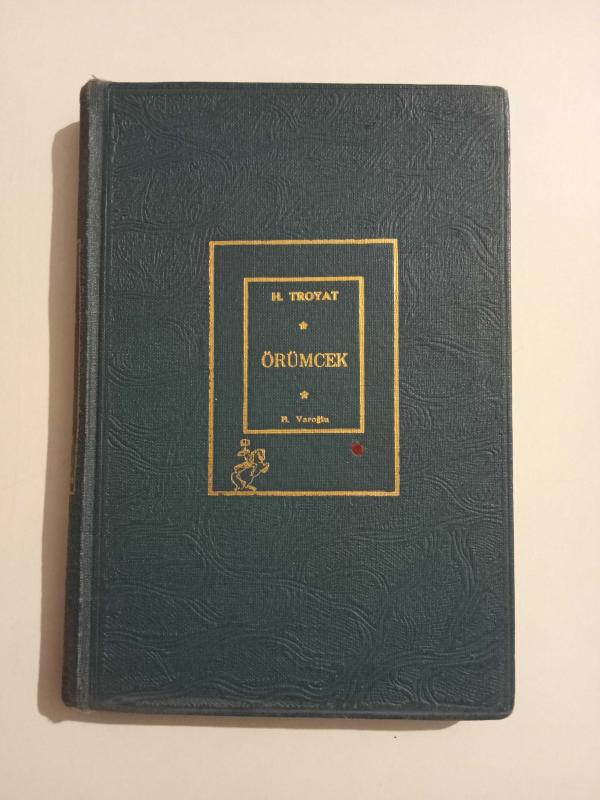 H. TROYAT
ÖRÜMCEK
H. Varoğlu